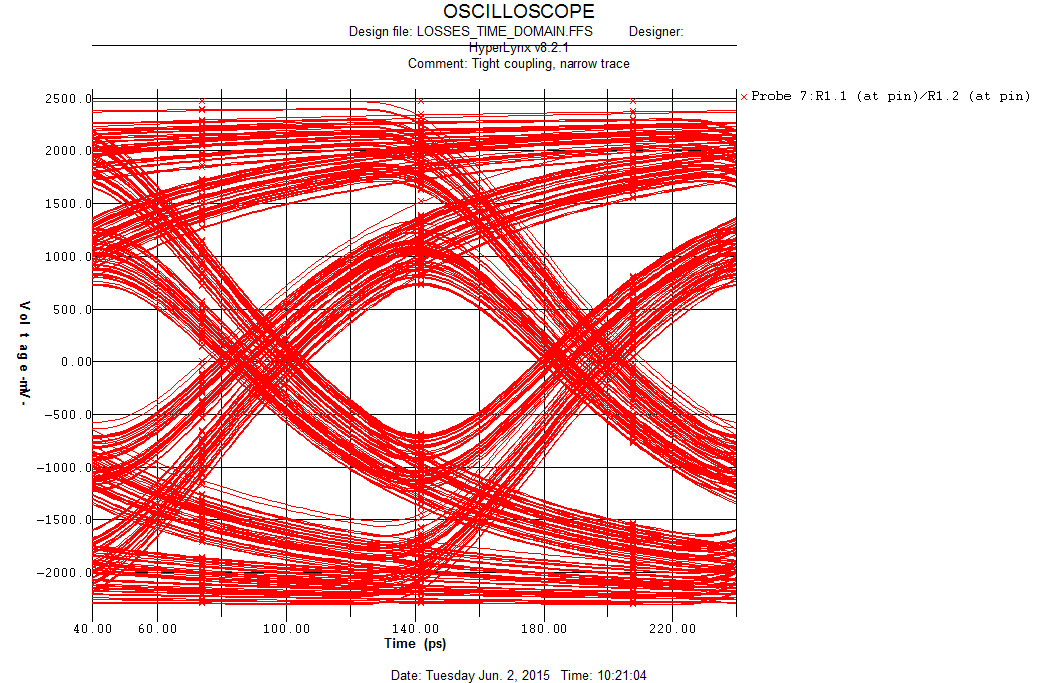 OSCILLOSCOPE
Design file: LOSSES_TIME_DOMAIN.FFS Designer:
HyperLynx v8.2.1
Comment: Tight coupling, narrow trace
× Probe 7:R1.1 (at pin)/R1.2 (at pin)
2500.0
2000.0
1500.0
1000.0
500.0
0.00
-500.0
-1000.0
-1500.0
-2000.0
Voltage -mV-
40.00 60.00 100.00 140.00 180.00 220.00
Time (ps)
Date: Tuesday Jun. 2, 2015 Time: 10:21:04